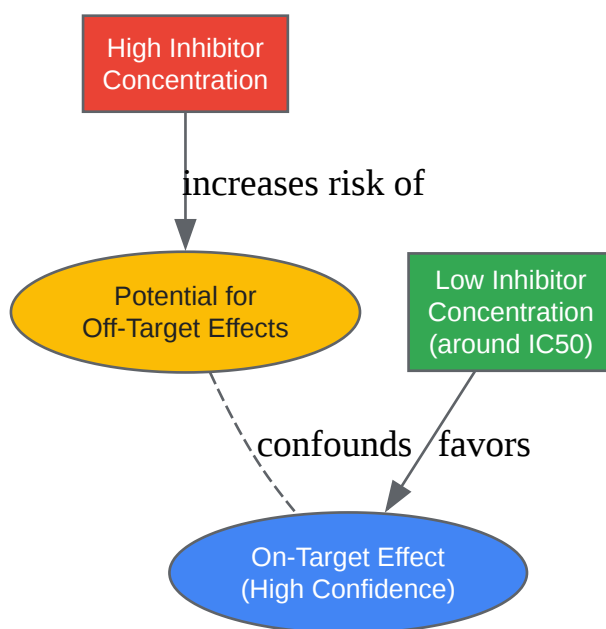 High Inhibitor
Concentration
increases risk of
Potential for
Off-Target Effects
Low Inhibitor
Concentration
(around IC50)
confounds
favors
On-Target Effect
(High Confidence)